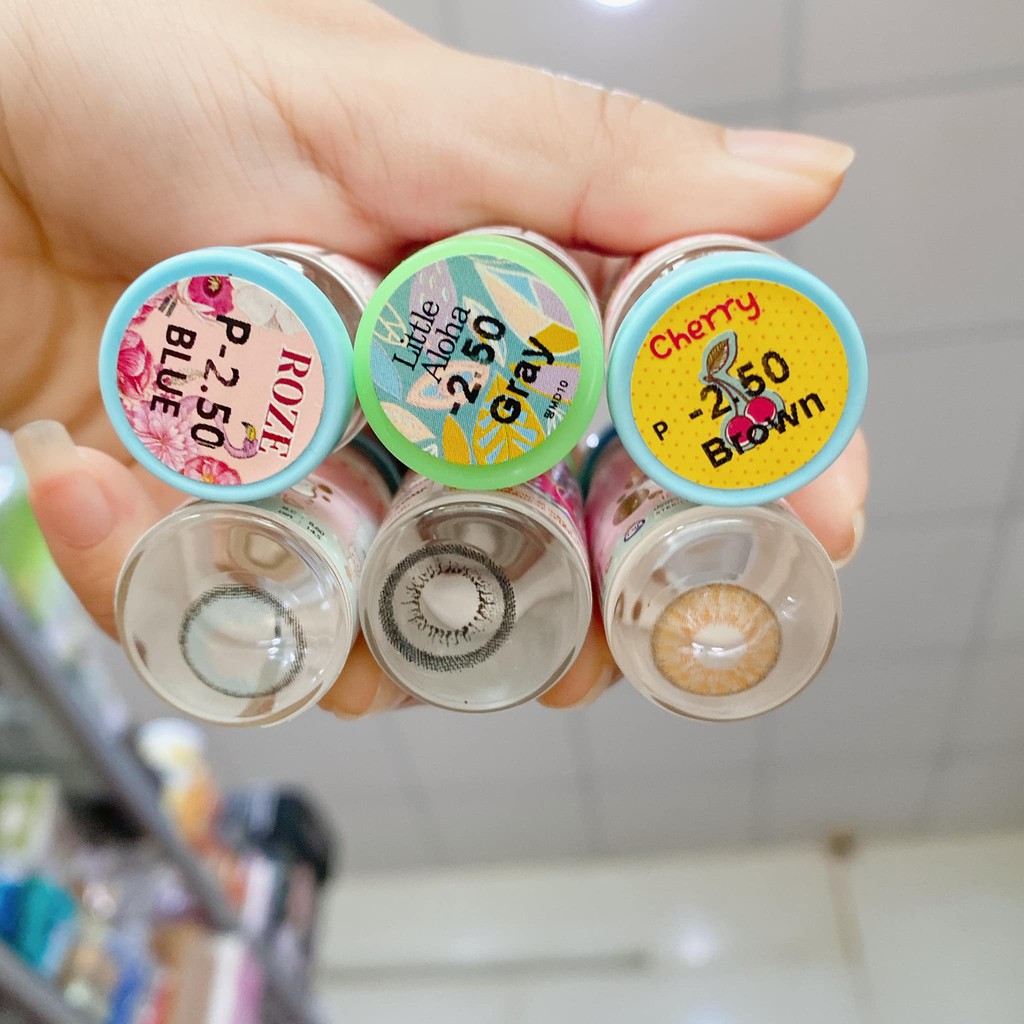 ROZE
P-2.50
BLUE
Little
Aloha
-2.50
Gray
Cherry
-2.50
P
Brown